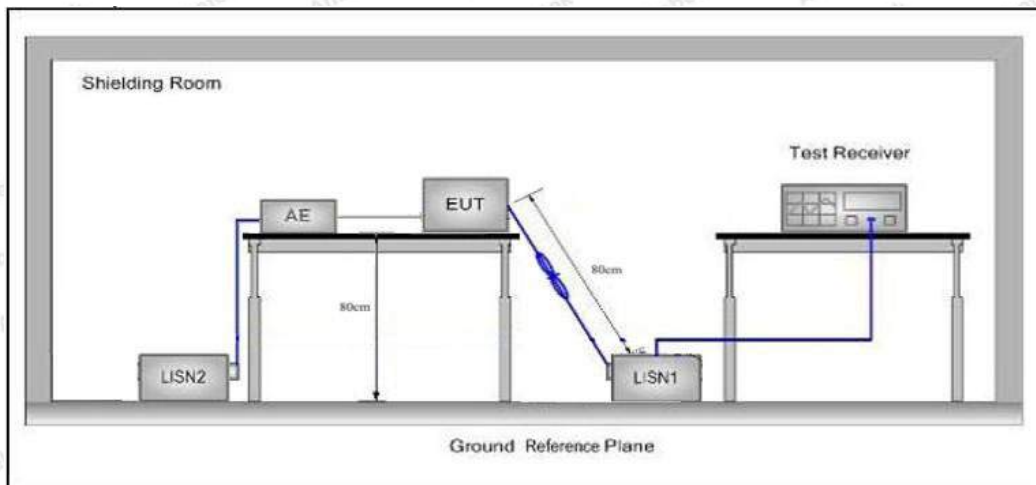 Shielding Room
Test Receiver
AE
EUT
80cm
80cm
LISN2
LISN1
Ground Reference Plane